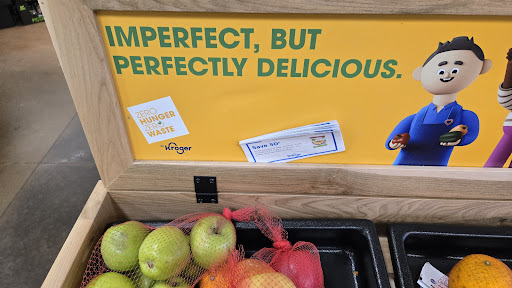 IMPERFECT, BUT
PERFECTLY DELICIOUS.
ZERO
HUNGER
ZERO
WASTE
Kroger
Save 50¢